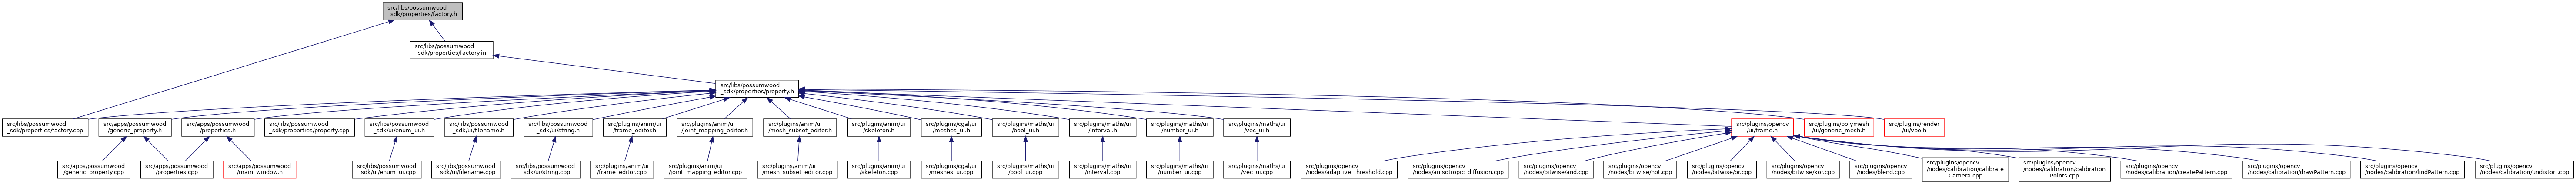 src/libs/possumwood
_sdk/properties/factory.h
src/libs/possumwood
_sdk/properties/factory.inl
src/libs/possumwood
_sdk/properties/property.h
src/libs/possumwood
_sdk/properties/factory.cpp
src/apps/possumwood
/generic_property.h
src/apps/possumwood
/properties.h
src/libs/possumwood
_sdk/properties/property.cpp
src/libs/possumwood
_sdk/ui/enum_ui.h
src/libs/possumwood
_sdk/ui/filename.h
src/libs/possumwood
_sdk/ui/string.h
src/plugins/anim/ui
/frame_editor.h
src/plugins/anim/ui
/joint_mapping_editor.h
src/plugins/anim/ui
/mesh_subset_editor.h
src/plugins/anim/ui
/skeleton.h
src/plugins/cgal/ui
/meshes_ui.h
src/plugins/maths/ui
/bool_ui.h
src/plugins/maths/ui
/interval.h
src/plugins/maths/ui
/number_ui.h
src/plugins/maths/ui
/vec_ui.h
src/plugins/opencv
/ui/frame.h
src/plugins/polymesh
/ui/generic_mesh.h
src/plugins/render
/ui/vbo.h
src/apps/possumwood
/generic_property.cpp
src/apps/possumwood
/properties.cpp
src/apps/possumwood
/main_window.h
src/libs/possumwood
_sdk/ui/enum_ui.cpp
src/libs/possumwood
_sdk/ui/filename.cpp
src/libs/possumwood
_sdk/ui/string.cpp
src/plugins/anim/ui
/frame_editor.cpp
src/plugins/anim/ui
/joint_mapping_editor.cpp
src/plugins/anim/ui
/mesh_subset_editor.cpp
src/plugins/anim/ui
/skeleton.cpp
src/plugins/cgal/ui
/meshes_ui.cpp
src/plugins/maths/ui
/bool_ui.cpp
src/plugins/maths/ui
/interval.cpp
src/plugins/maths/ui
/number_ui.cpp
src/plugins/maths/ui
/vec_ui.cpp
src/plugins/opencv
/nodes/adaptive_threshold.cpp
src/plugins/opencv
/nodes/anisotropic_diffusion.cpp
src/plugins/opencv
/nodes/bitwise/and.cpp
src/plugins/opencv
/nodes/bitwise/not.cpp
src/plugins/opencv
/nodes/bitwise/or.cpp
src/plugins/opencv
/nodes/bitwise/xor.cpp
src/plugins/opencv
/nodes/blend.cpp
src/plugins/opencv
/nodes/calibration/calibrate
Camera.cpp
src/plugins/opencv
/nodes/calibration/calibration
Points.cpp
src/plugins/opencv
/nodes/calibration/createPattern.cpp
src/plugins/opencv
/nodes/calibration/drawPattern.cpp
src/plugins/opencv
/nodes/calibration/findPattern.cpp
src/plugins/opencv
/nodes/calibration/undistort.cpp